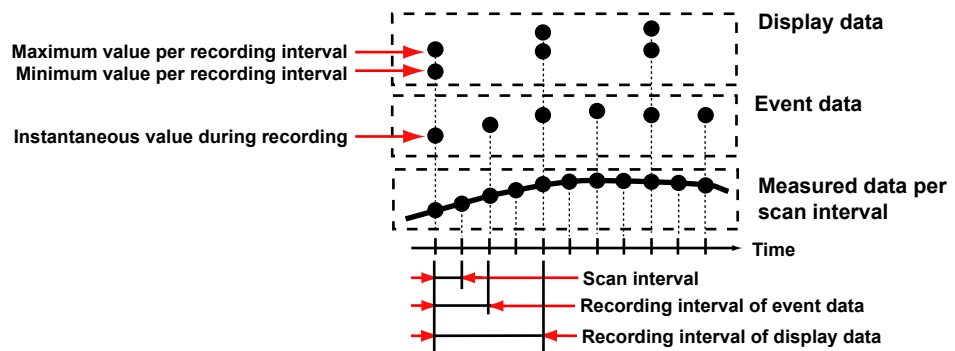 Display data
Maximum value per recording interval
Minimum value per recording interval
Event data
Instantaneous value during recording
Measured data per
scan interval
Time
Scan interval
Recording interval of event data
Recording interval of display data